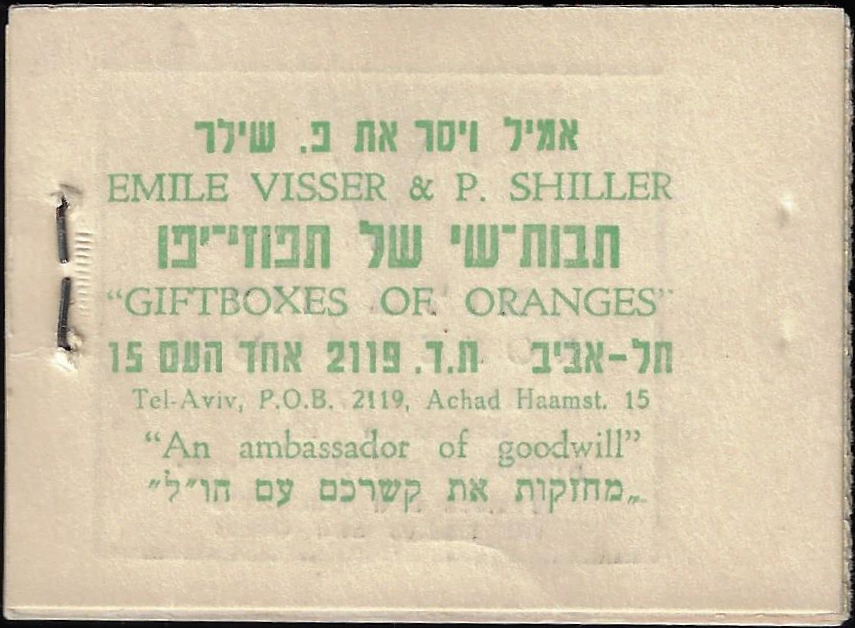 אמיל ויסר את פ. שילר
EMILE VISSER & P. SHILLER
תבות־שי של תפוזי־יפו
"GIFTBOXES OF ORANGES"
תל-אביב ת.ד. 2119 אחד העם 15
Tel-Aviv, P.O.B. 2119, Achad Haamst. 15
"An ambassador of goodwill"
„מחזקות את קשרכם עם חו"ל"